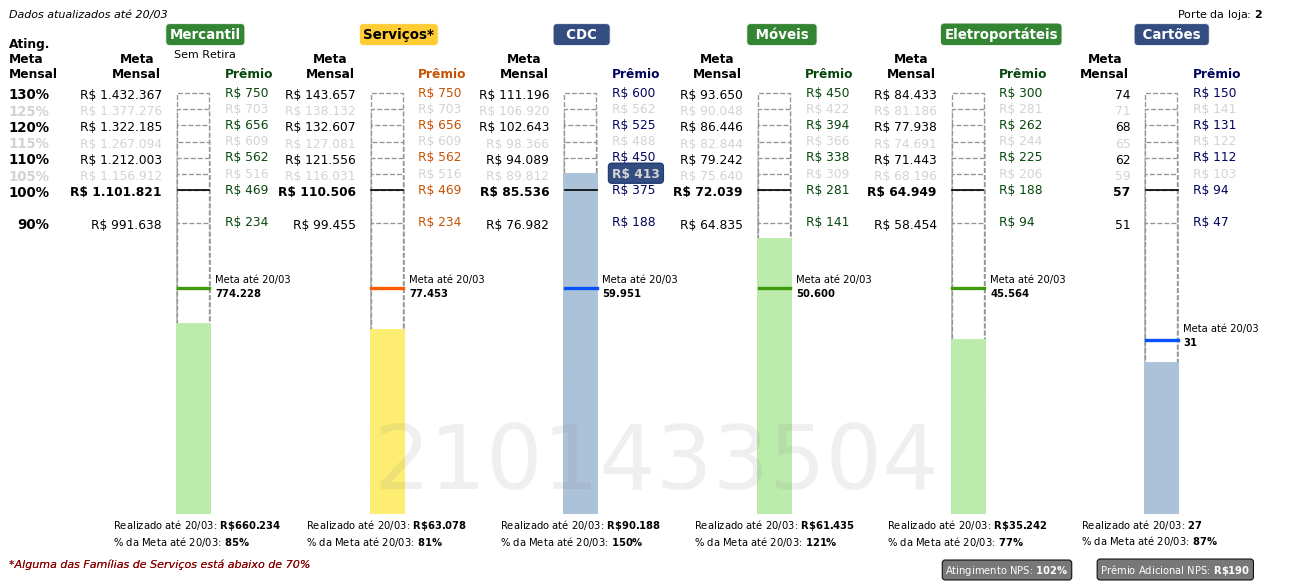 Dados atualizados até 20/03
Porte da loja: 2
Mercantil Serviços* CDC Móveis Eletroportáteis Cartões
Sem Retira
Ating. Meta Mensal
Meta Mensal Prêmio Meta Mensal Prêmio Meta Mensal Prêmio Meta Mensal Prêmio Meta Mensal Prêmio Meta Mensal Prêmio
130% R$ 1.432.367 R$ 750 R$ 143.657 R$ 750 R$ 111.196 R$ 600 R$ 93.650 R$ 450 R$ 84.433 R$ 300 74 R$ 150
125% R$ 1.377.276 R$ 703 R$ 138.132 R$ 703 R$ 106.920 R$ 562 R$ 90.048 R$ 422 R$ 81.186 R$ 281 71 R$ 141
120% R$ 1.322.185 R$ 656 R$ 132.607 R$ 656 R$ 102.643 R$ 525 R$ 86.446 R$ 394 R$ 77.938 R$ 262 68 R$ 131
115% R$ 1.267.094 R$ 609 R$ 127.081 R$ 609 R$ 98.366 R$ 488 R$ 82.844 R$ 366 R$ 74.691 R$ 244 65 R$ 122
110% R$ 1.212.003 R$ 562 R$ 121.556 R$ 562 R$ 94.089 R$ 450 R$ 79.242 R$ 338 R$ 71.443 R$ 225 62 R$ 112
105% R$ 1.156.912 R$ 516 R$ 116.031 R$ 516 R$ 89.812 R$ 413 R$ 75.640 R$ 309 R$ 68.196 R$ 206 59 R$ 103
100% R$ 1.101.821 R$ 469 R$ 110.506 R$ 469 R$ 85.536 R$ 375 R$ 72.039 R$ 281 R$ 64.949 R$ 188 57 R$ 94
90% R$ 991.638 R$ 234 R$ 99.455 R$ 234 R$ 76.982 R$ 188 R$ 64.835 R$ 141 R$ 58.454 R$ 94 51 R$ 47
Meta até 20/03 Meta até 20/03 Meta até 20/03 Meta até 20/03 Meta até 20/03
774.228 77.453 59.951 50.600 45.564
Meta até 20/03
31
2101433504
Realizado até 20/03: R$660.234 Realizado até 20/03: R$63.078 Realizado até 20/03: R$90.188 Realizado até 20/03: R$61.435 Realizado até 20/03: R$35.242 Realizado até 20/03: 27
% da Meta até 20/03: 85% % da Meta até 20/03: 81% % da Meta até 20/03: 150% % da Meta até 20/03: 121% % da Meta até 20/03: 77% % da Meta até 20/03: 87%
*Alguma das Famílias de Serviços está abaixo de 70%
Atingimento NPS: 102% Prêmio Adicional NPS: R$190